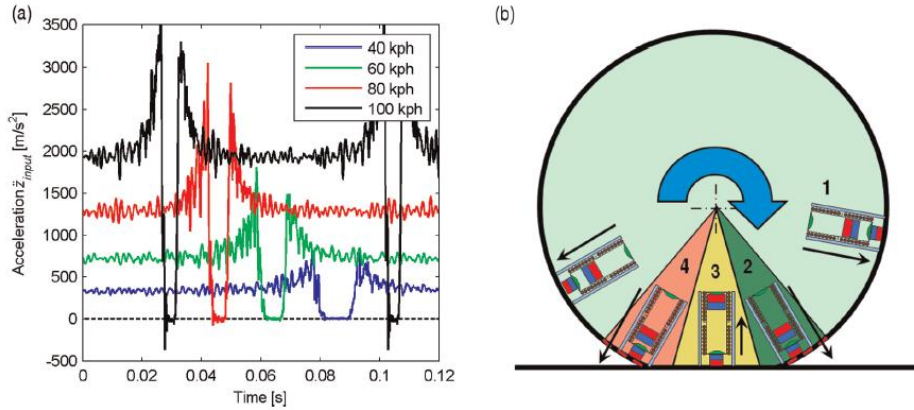 (a)
3500
3000
2500
2000
1500
1000
500
0
-500
Acceleration z̈input [m/s²]
0
0.02
0.04
0.06
0.08
0.1
0.12
Time [s]
40 kph
60 kph
80 kph
100 kph
(b)
1
2
3
4